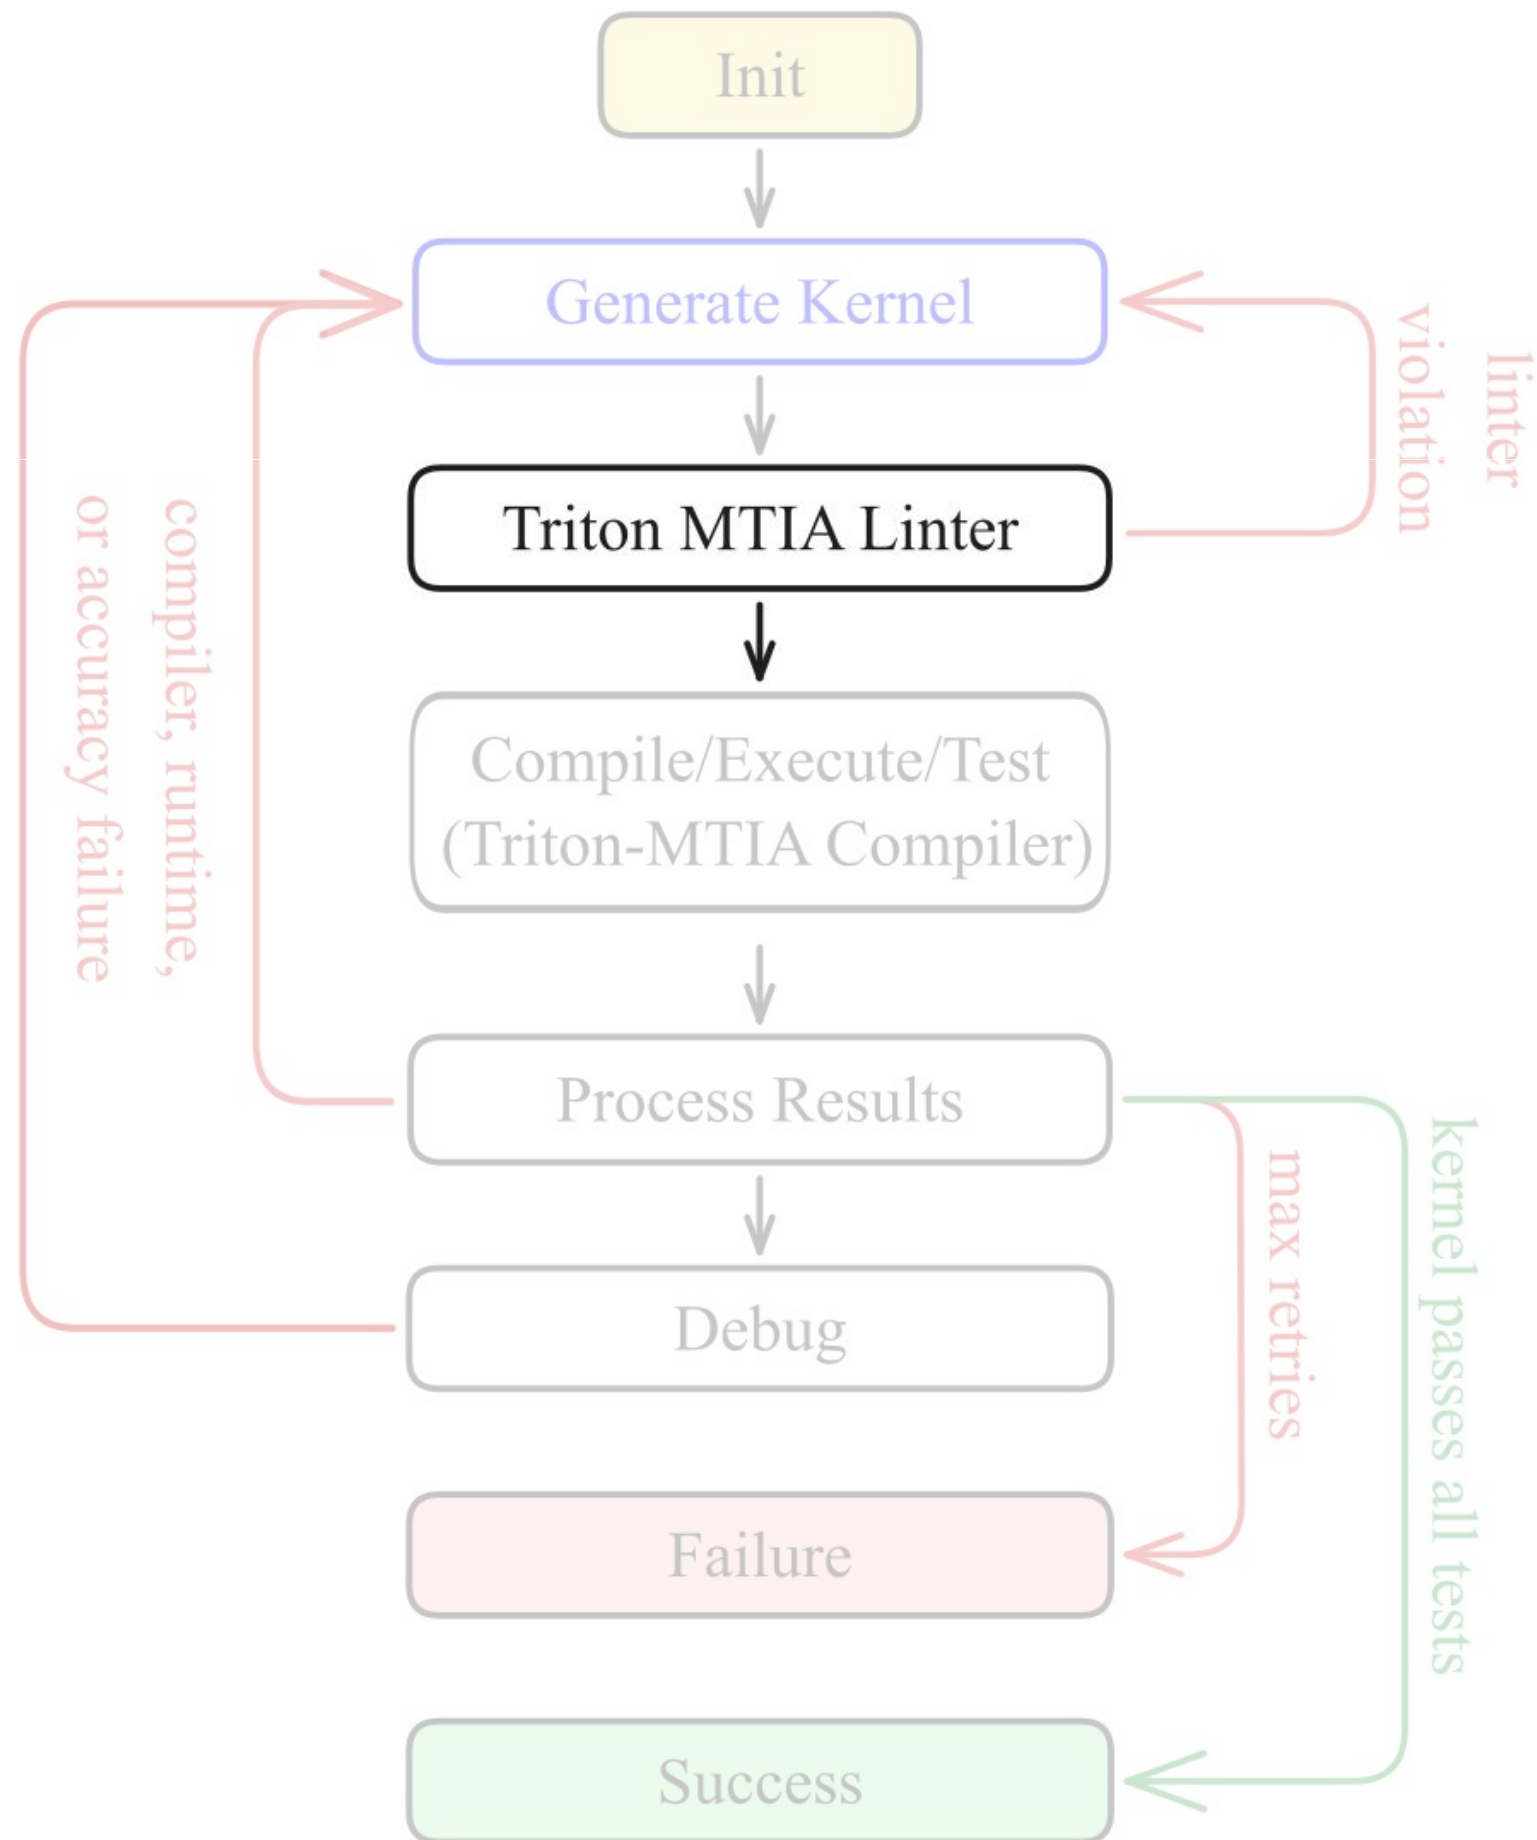 Init
Generate Kernel
linter
violation
Triton MTIA Linter
compiler, runtime,
or accuracy failure
Compile/Execute/Test
(Triton-MTIA Compiler)
Process Results
max retries
kernel passes all tests
Debug
Failure
Success